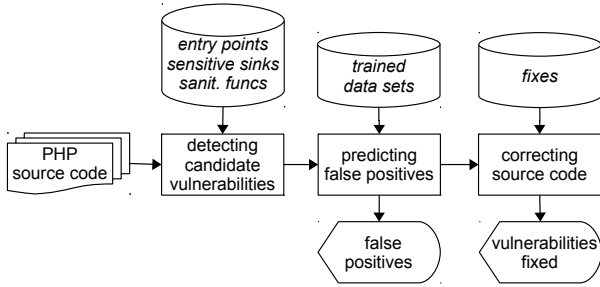 entry points
sensitive sinks
sanit. funcs
trained
data sets
fixes
PHP
source code
detecting
candidate
vulnerabilities
predicting
false positives
correcting
source code
false
positives
vulnerabilities
fixed